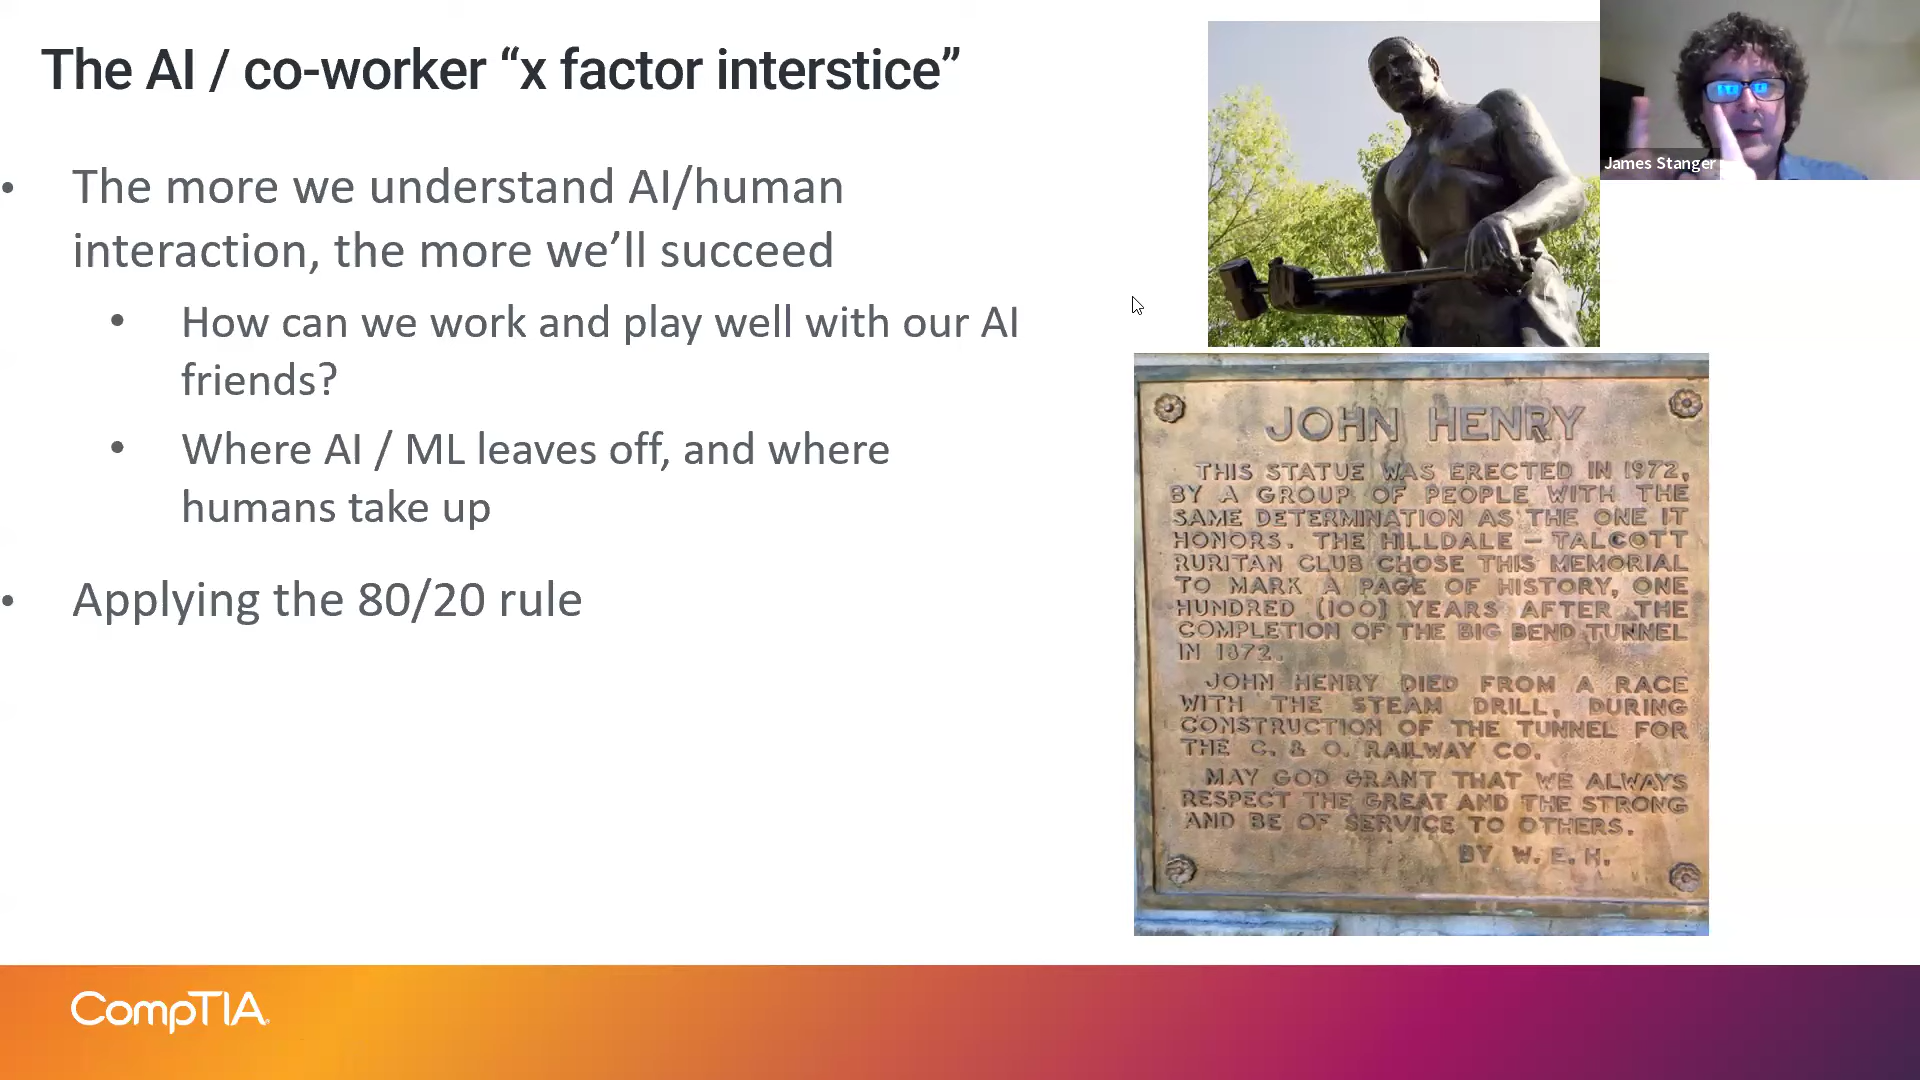 The AI / co-worker “x factor interstice”
• The more we understand AI/human
interaction, the more we’ll succeed
• How can we work and play well with our AI
friends?
• Where AI / ML leaves off, and where
humans take up
• Applying the 80/20 rule
James Stanger
JOHN HENRY
THIS STATUE WAS ERECTED IN 1972,
BY A GROUP OF PEOPLE WITH THE
SAME DETERMINATION AS THE ONE IT
HONORS. THE HILLDALE – TALCOTT
RURITAN CLUB CHOSE THIS MEMORIAL
TO MARK A PAGE OF HISTORY, ONE
HUNDRED (100) YEARS AFTER THE
COMPLETION OF THE BIG BEND TUNNEL
IN 1872.
JOHN HENRY DIED FROM A RACE
WITH THE STEAM DRILL, DURING
CONSTRUCTION OF THE TUNNEL FOR
THE C. & O. RAILWAY CO.
MAY GOD GRANT THAT WE ALWAYS
RESPECT THE GREAT AND THE STRONG
AND BE OF SERVICE TO OTHERS.
BY W. E. H.
CompTIA